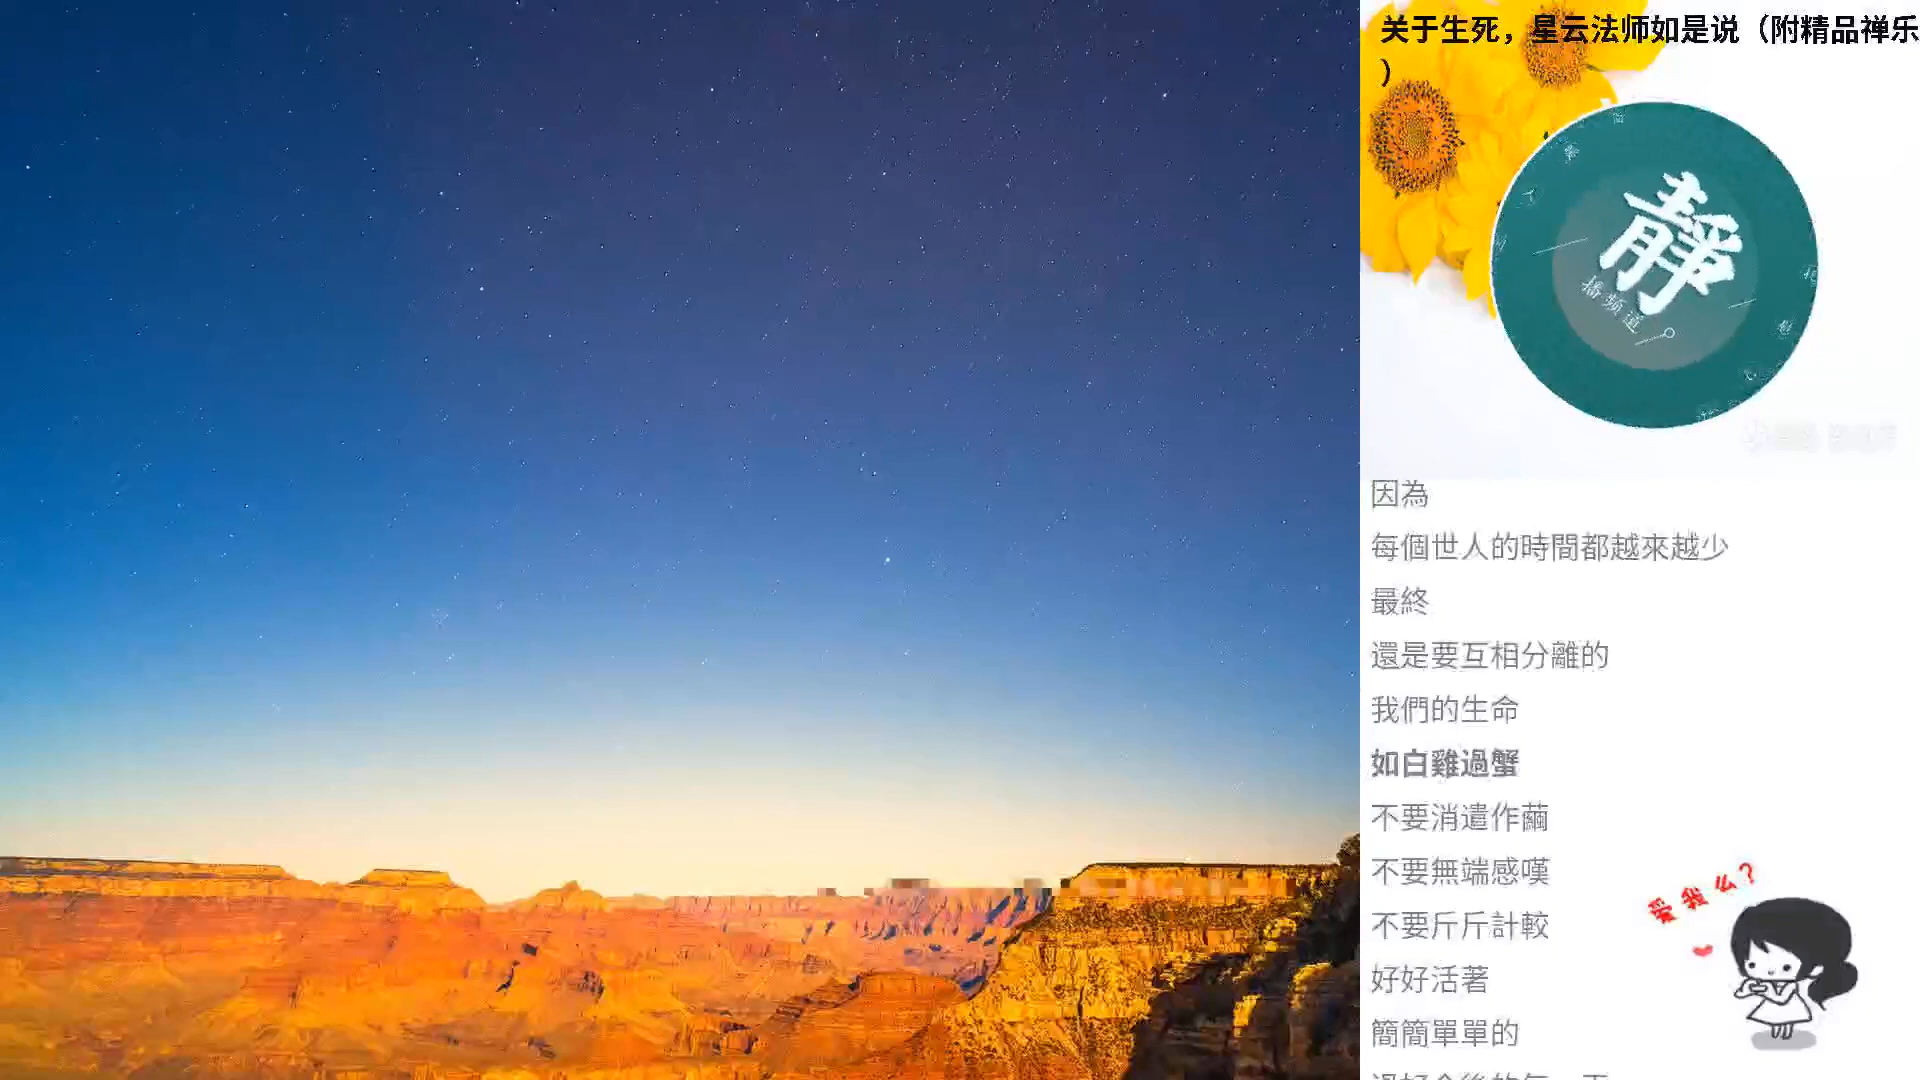 关于生死，星云法师如是说（附精品禅乐
）
靜
播频道
因為
每個世人的時間都越來越少
最終
還是要互相分離的
我們的生命
如白雞過蟹
不要消遣作繭
不要無端感嘆
不要斤斤計較
好好活著
簡簡單單的
爱我么？